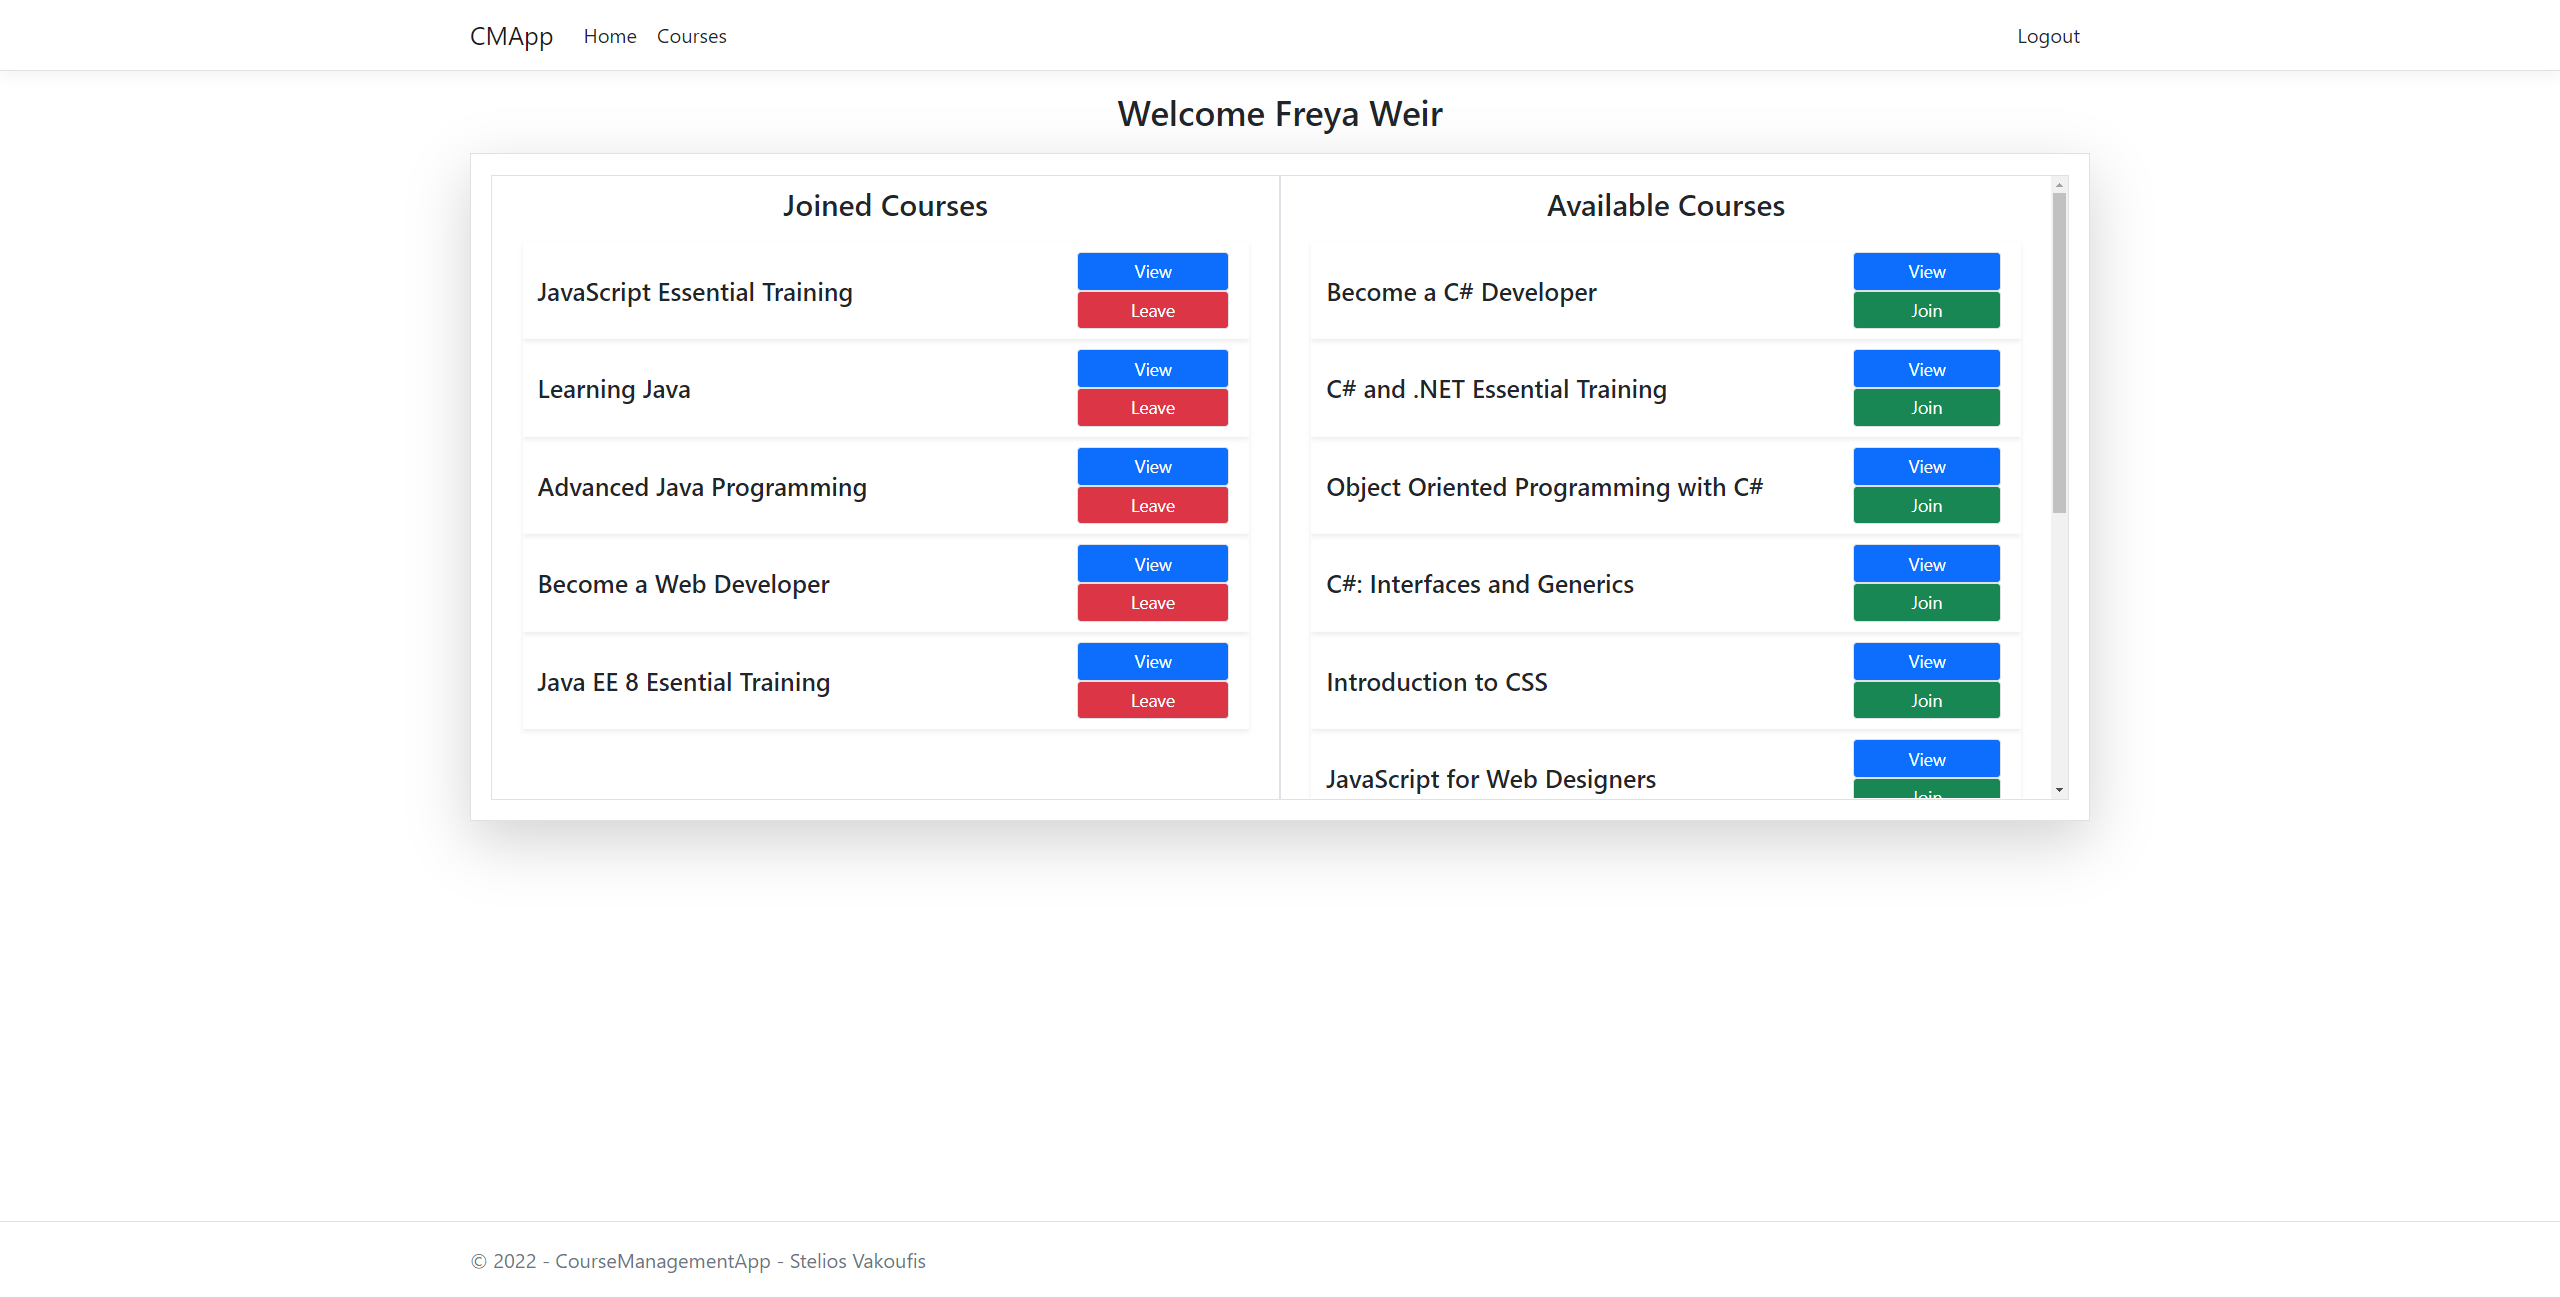 CMApp Home Courses Logout
Welcome Freya Weir
Joined Courses
JavaScript Essential Training
View
Leave
Learning Java
View
Leave
Advanced Java Programming
View
Leave
Become a Web Developer
View
Leave
Java EE 8 Esential Training
View
Leave
Available Courses
Become a C# Developer
View
Join
C# and .NET Essential Training
View
Join
Object Oriented Programming with C#
View
Join
C#: Interfaces and Generics
View
Join
Introduction to CSS
View
Join
JavaScript for Web Designers
View
Join
© 2022 - CourseManagementApp - Stelios Vakoufis